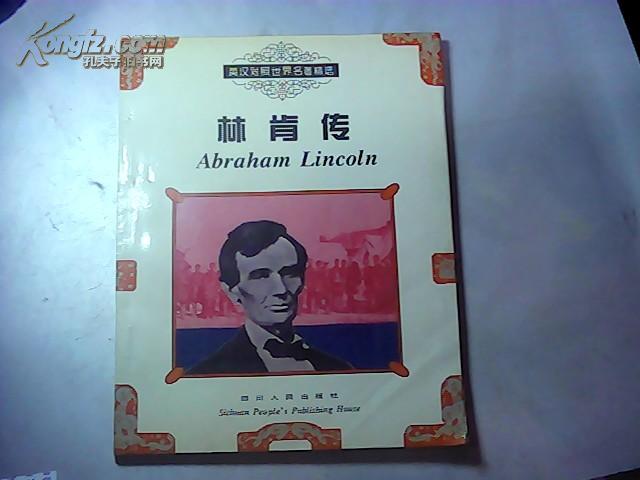 Kongfz.com
孔夫子旧书网
英汉对照世界名著精选
林肯传
Abraham Lincoln
四川人民出版社
Sichuan People's Publishing House